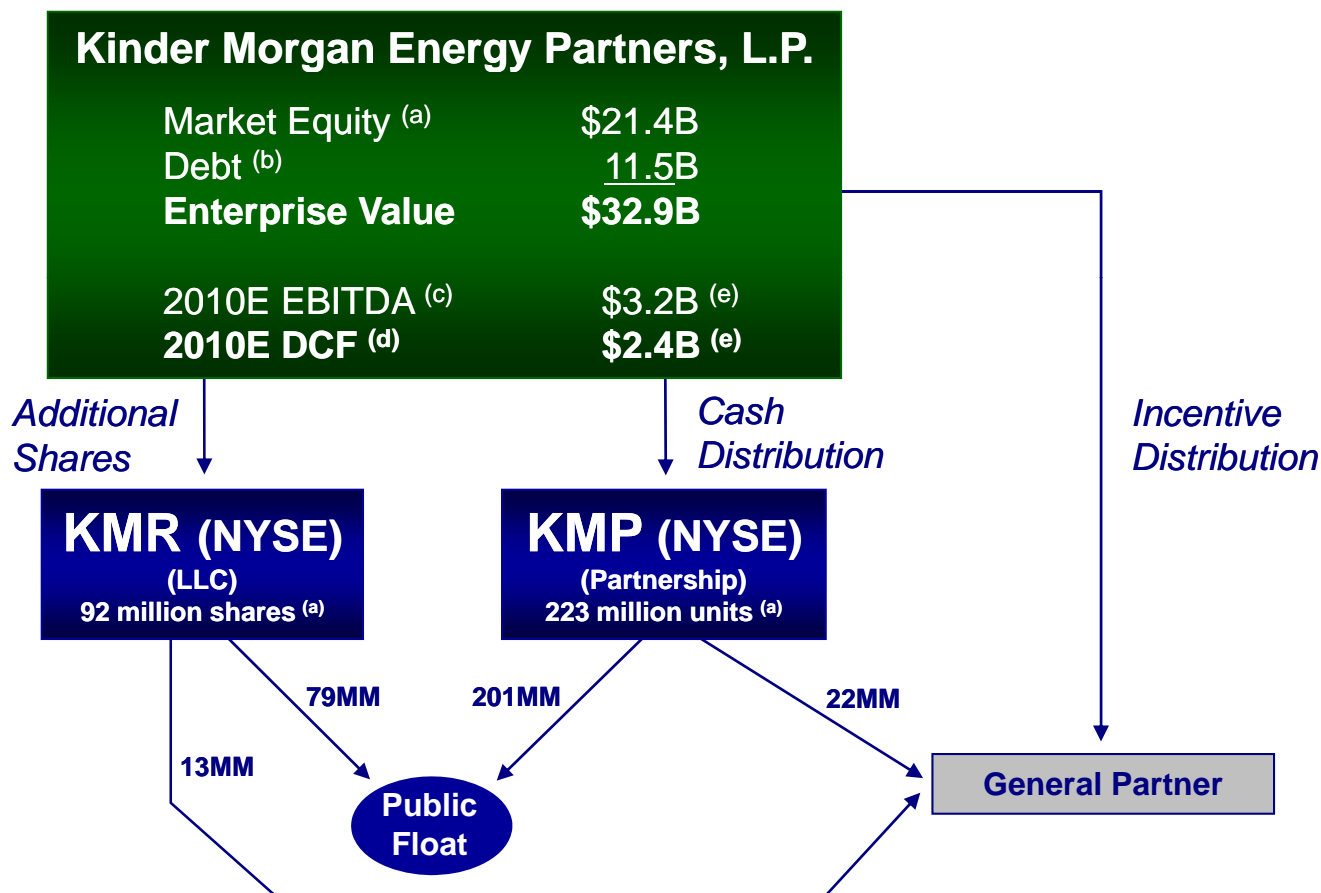 Kinder Morgan Energy Partners, L.P.
Market Equity (a) $21.4B
Debt (b) 11.5B
Enterprise Value $32.9B
2010E EBITDA (c) $3.2B (e)
2010E DCF (d) $2.4B (e)
Additional
Shares
Cash
Distribution
Incentive
Distribution
KMR (NYSE)
(LLC)
92 million shares (a)
KMP (NYSE)
(Partnership)
223 million units (a)
79MM
201MM
22MM
13MM
Public
Float
General Partner